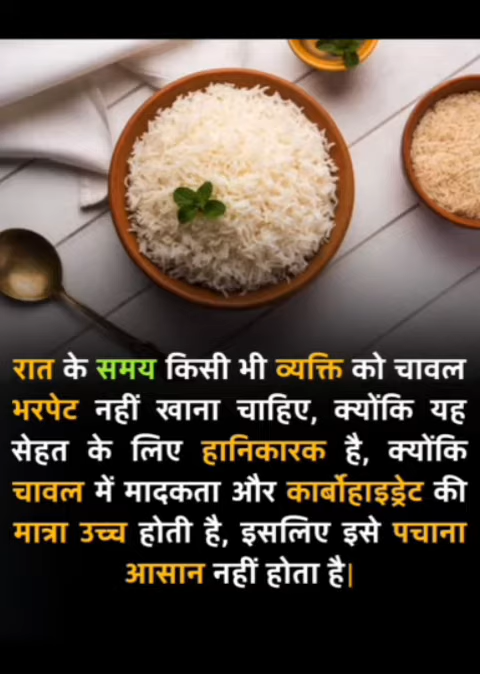 रात के समय किसी भी व्यक्ति को चावल
भरपेट नहीं खाना चाहिए, क्योंकि यह
सेहत के लिए हानिकारक है, क्योंकि
चावल में मादकता और कार्बोहाइड्रेट की
मात्रा उच्च होती है, इसलिए इसे पचाना
आसान नहीं होता है|